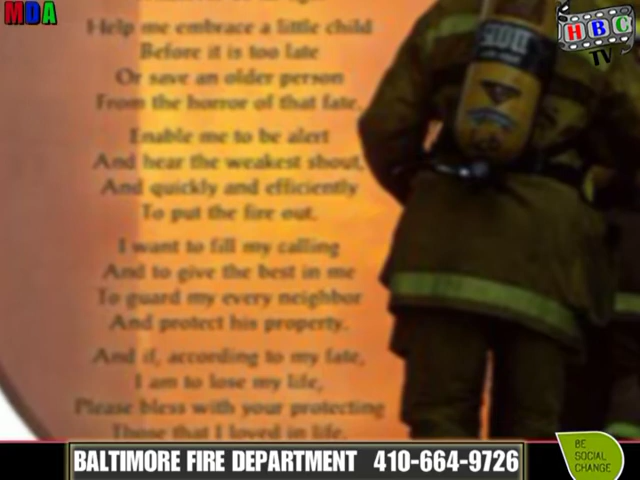 MDA
HBC
TV
Help me embrace a little child
Before it is too late
Or save an older person
From the horror of that fate.
Enable me to be alert
And hear the weakest shout,
And quickly and efficiently
To put the fire out.
I want to fill my calling
And to give the best in me
To guard my every neighbor
And protect his property.
And if, according to my fate,
I am to lose my life,
Please bless with your protecting
Those that I loved in life.
BALTIMORE FIRE DEPARTMENT 410-664-9726
BE
SOCIAL
CHANGE